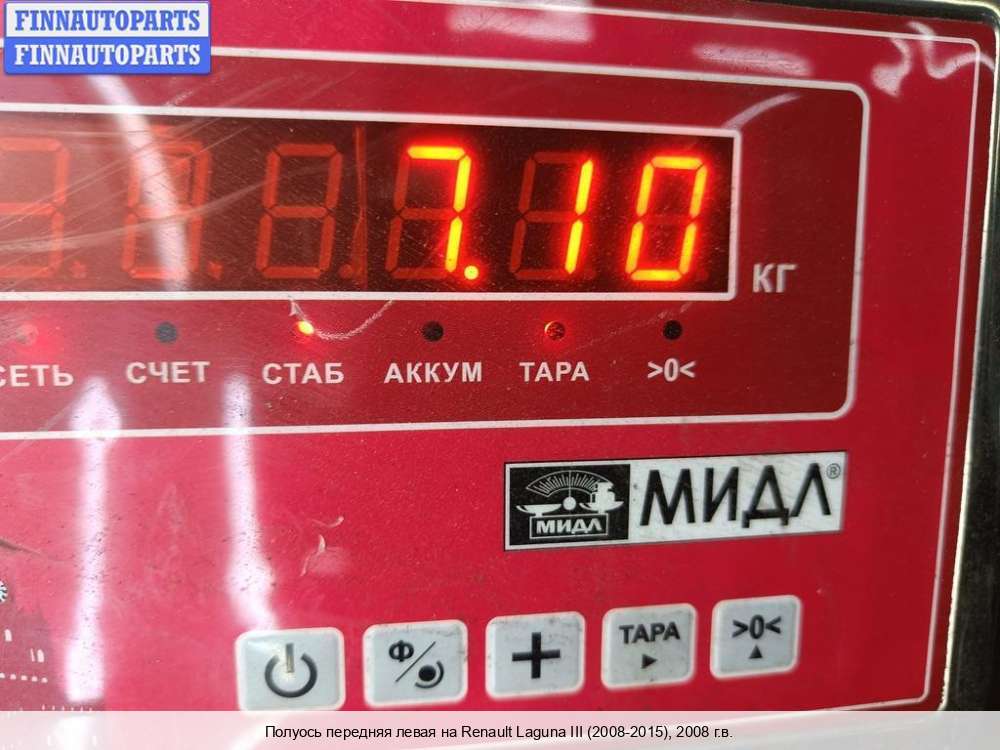 FINNAUTOPARTS
FINNAUTOPARTS
7.10
КГ
СЕТЬ СЧЕТ СТАБ АККУМ ТАРА >0<
МИДЛ МИДЛ®
Ф ТАРА >0<
Полуось передняя левая на Renault Laguna III (2008-2015), 2008 г.в.